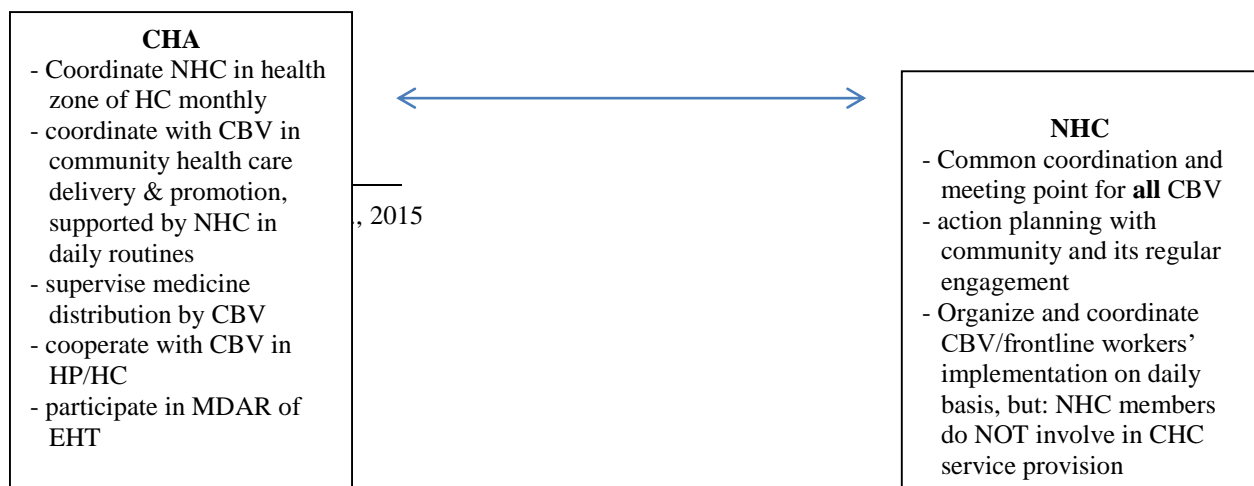 CHA
- Coordinate NHC in health
zone of HC monthly
- coordinate with CBV in
community health care
delivery & promotion,
supported by NHC in
daily routines
- supervise medicine
distribution by CBV
- cooperate with CBV in
HP/HC
- participate in MDAR of
EHT
., 2015
NHC
- Common coordination and
meeting point for all CBV
- action planning with
community and its regular
engagement
- Organize and coordinate
CBV/frontline workers’
implementation on daily
basis, but: NHC members
do NOT involve in CHC
service provision